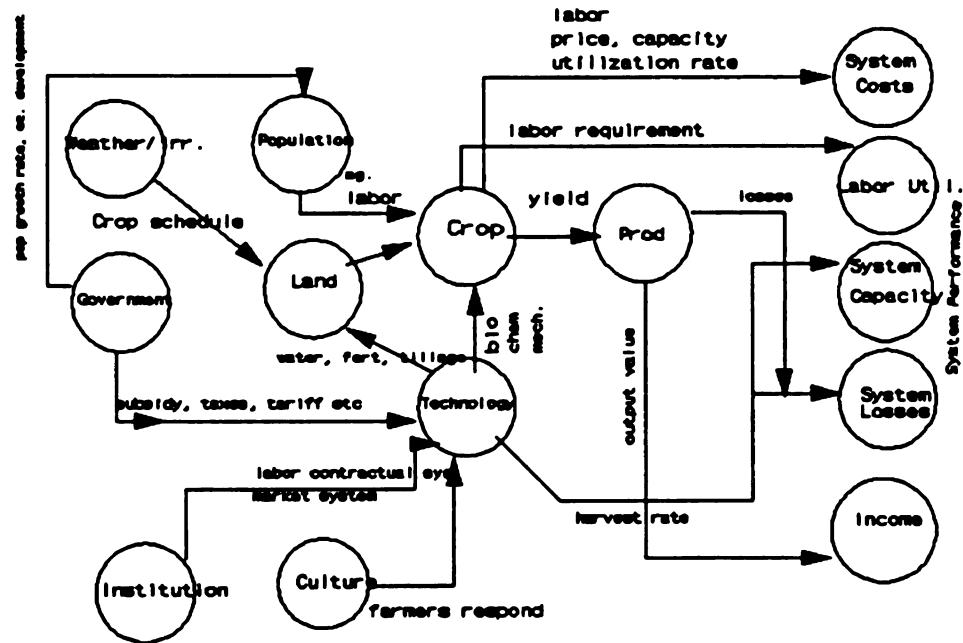 labor
price, capacity
utilization rate
System
Costs
pop growth rate, ec. development
Weather/Irr.
Population
mg.
labor
labor requirement
Labor Util.
Crop schedule
Crop
yield
Prod
losses
System
Capacity
System Performance
Land
Government
bio
chem
mech.
water, fert, tillage
Technology
output value
System
Losses
subsidy, taxes, tariff etc
labor contractual sys
market system
harvest rate
Income
Institution
Culture
farmers respond